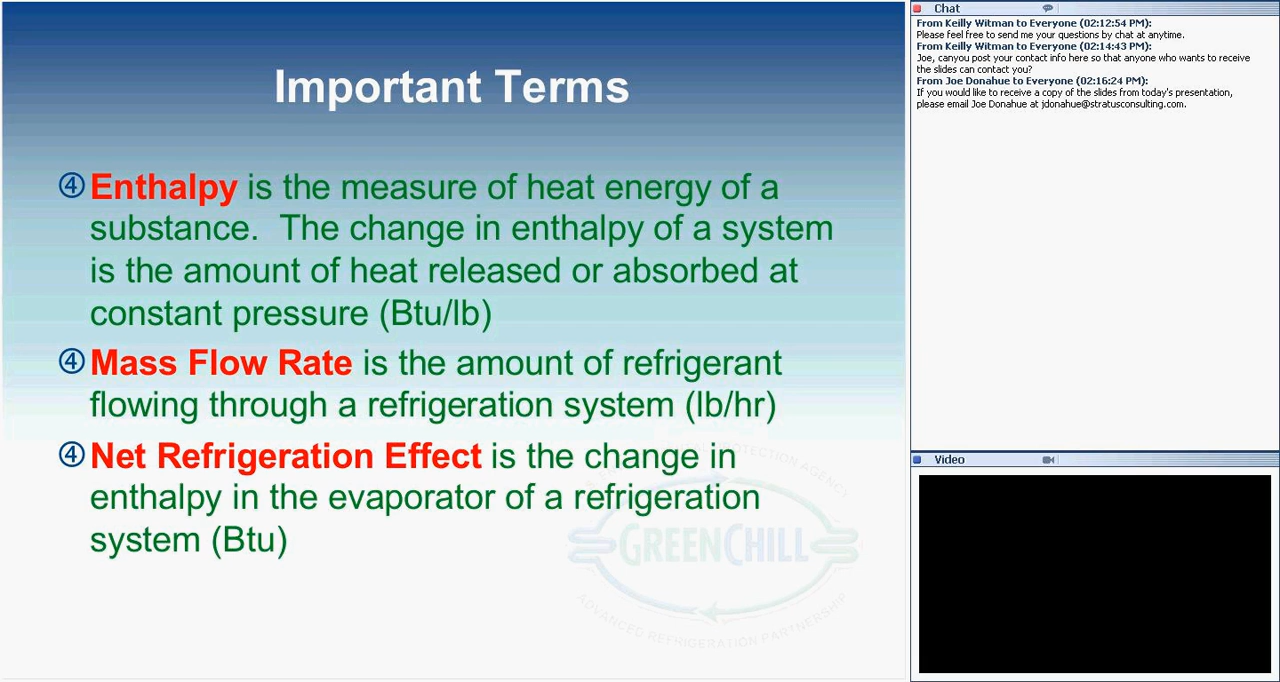 Important Terms
④ Enthalpy is the measure of heat energy of a
substance.  The change in enthalpy of a system
is the amount of heat released or absorbed at
constant pressure (Btu/lb)
④ Mass Flow Rate is the amount of refrigerant
flowing through a refrigeration system (lb/hr)
④ Net Refrigeration Effect is the change in
enthalpy in the evaporator of a refrigeration
system (Btu)
PROTECTION AGENCY
GREENCHILL
ADVANCED REFRIGERATION PARTNERSHIP
Chat
From Keilly Witman to Everyone (02:12:54 PM):
Please feel free to send me your questions by chat at anytime.
From Keilly Witman to Everyone (02:14:43 PM):
Joe, canyou post your contact info here so that anyone who wants to receive
the slides can contact you?
From Joe Donahue to Everyone (02:16:24 PM):
If you would like to receive a copy of the slides from today's presentation,
please email Joe Donahue at jdonahue@stratusconsulting.com.
Video